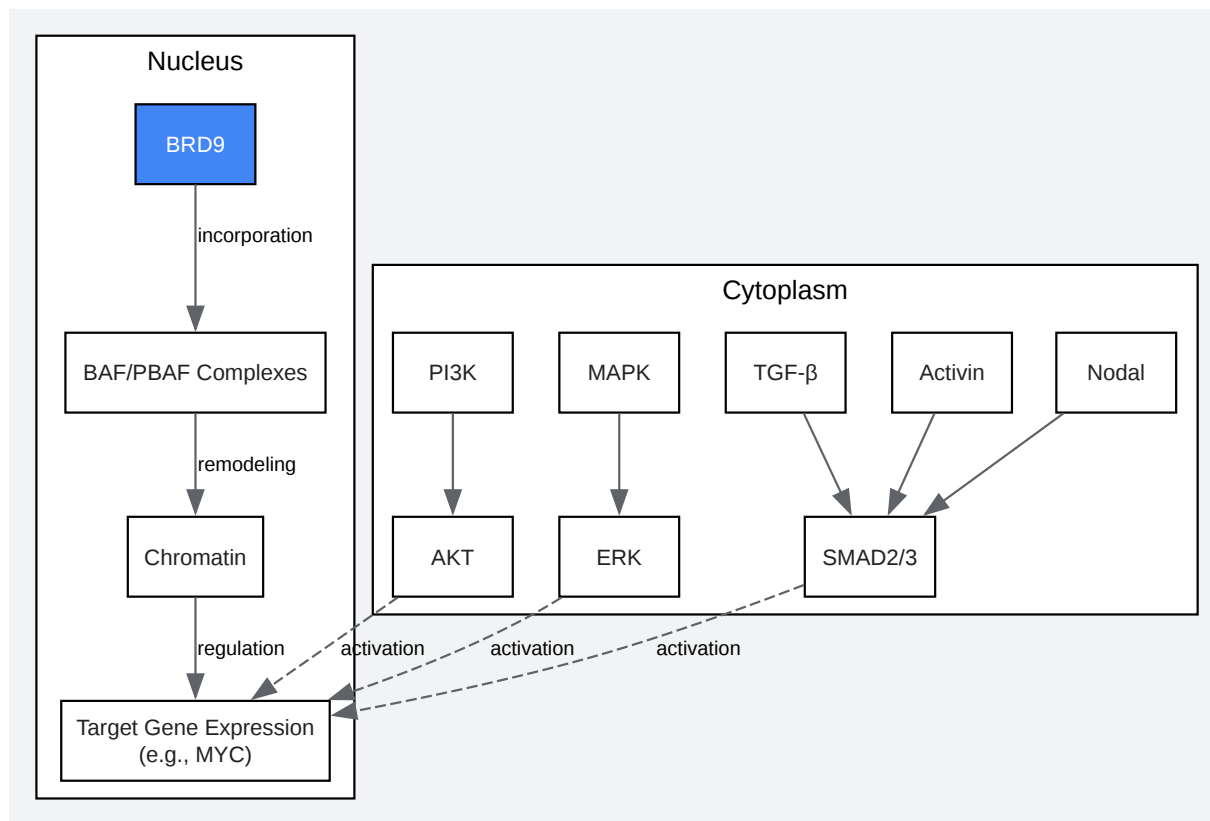 Nucleus
BRD9
incorporation
Cytoplasm
BAF/PBAF Complexes
PI3K
MAPK
TGF-β
Activin
Nodal
remodeling
Chromatin
AKT
ERK
SMAD2/3
regulation
activation
activation
activation
Target Gene Expression
(e.g., MYC)